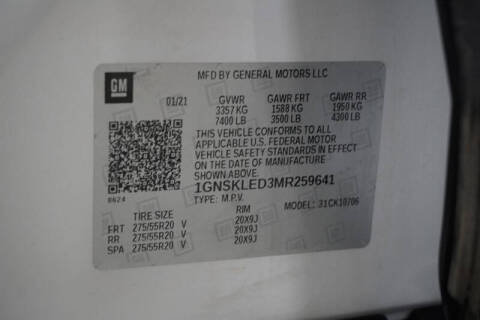 GM
MFD BY GENERAL MOTORS LLC
01/21 GVWR GAWR FRT GAWR RR
3357 KG 1588 KG 1950 KG
7400 LB 3500 LB 4300 LB
THIS VEHICLE CONFORMS TO ALL
APPLICABLE U.S. FEDERAL MOTOR
VEHICLE SAFETY STANDARDS IN EFFECT
ON THE DATE OF MANUFACTURE
SHOWN ABOVE.
1GNSKLED3MR259641
8624 TYPE: M.P.V. MODEL: 31CK10706
TIRE SIZE RIM
FRT 275/55R20 V 20X9J
RR 275/55R20 V 20X9J
SPA 275/55R20 V 20X9J